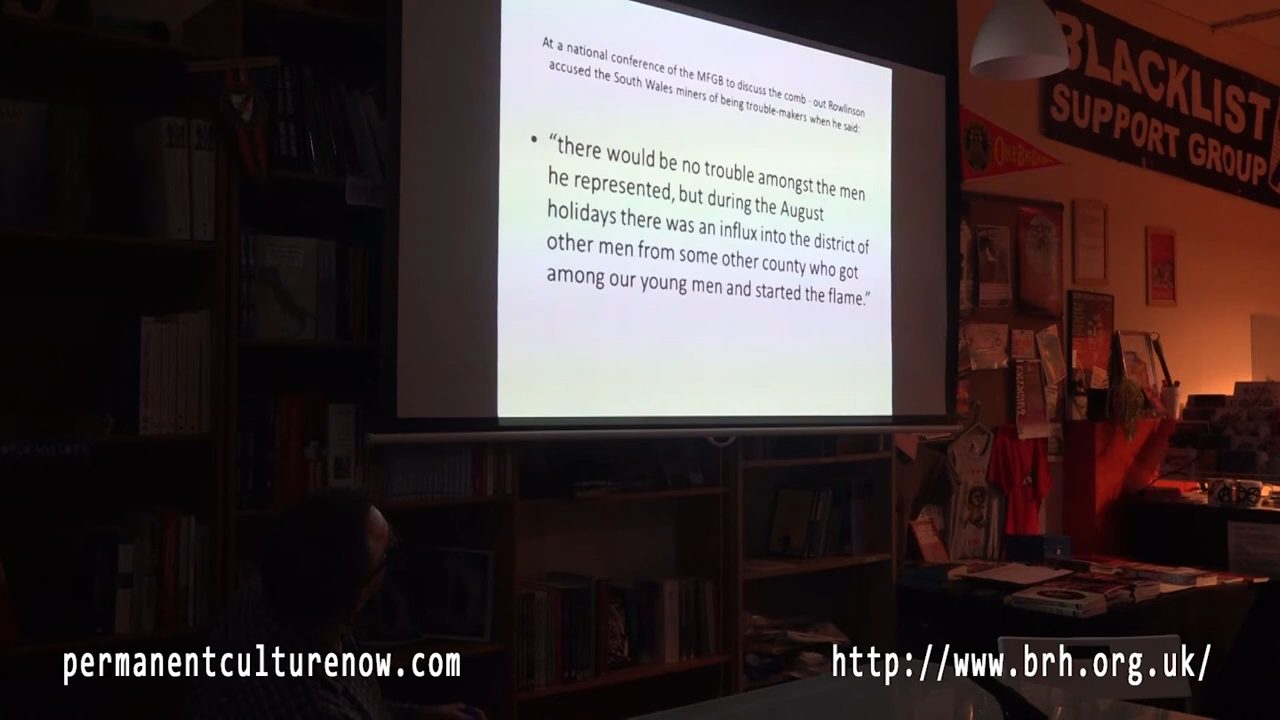 At a national conference of the MFGB to discuss the comb - out Rowlinson
accused the South Wales miners of being trouble-makers when he said:
• “there would be no trouble amongst the men
he represented, but during the August
holidays there was an influx into the district of
other men from some other county who got
among our young men and started the flame.”
BLACKLIST
SUPPORT GROUP
permanentculturenow.com
http://www.brh.org.uk/